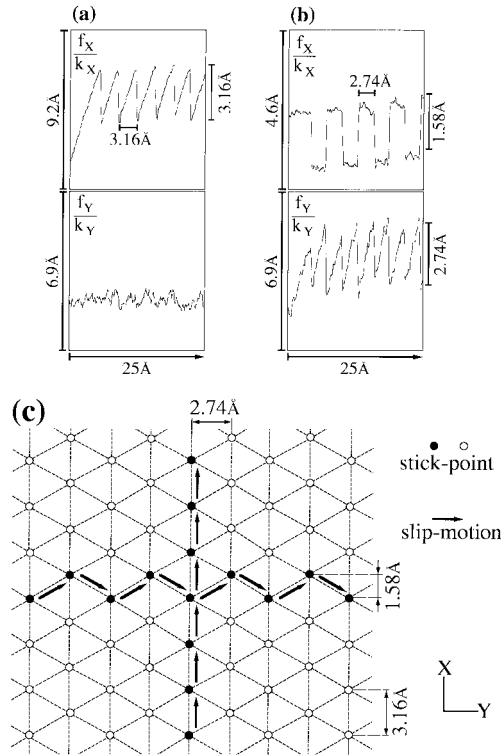 (a)
(b)
f_X
k_X
9.2Å
3.16Å
3.16Å
f_Y
k_Y
6.9Å
25Å
f_X
k_X
4.6Å
2.74Å
1.58Å
f_Y
k_Y
6.9Å
2.74Å
25Å
(c)
2.74Å
stick-point
slip-motion
1.58Å
3.16Å
X
Y